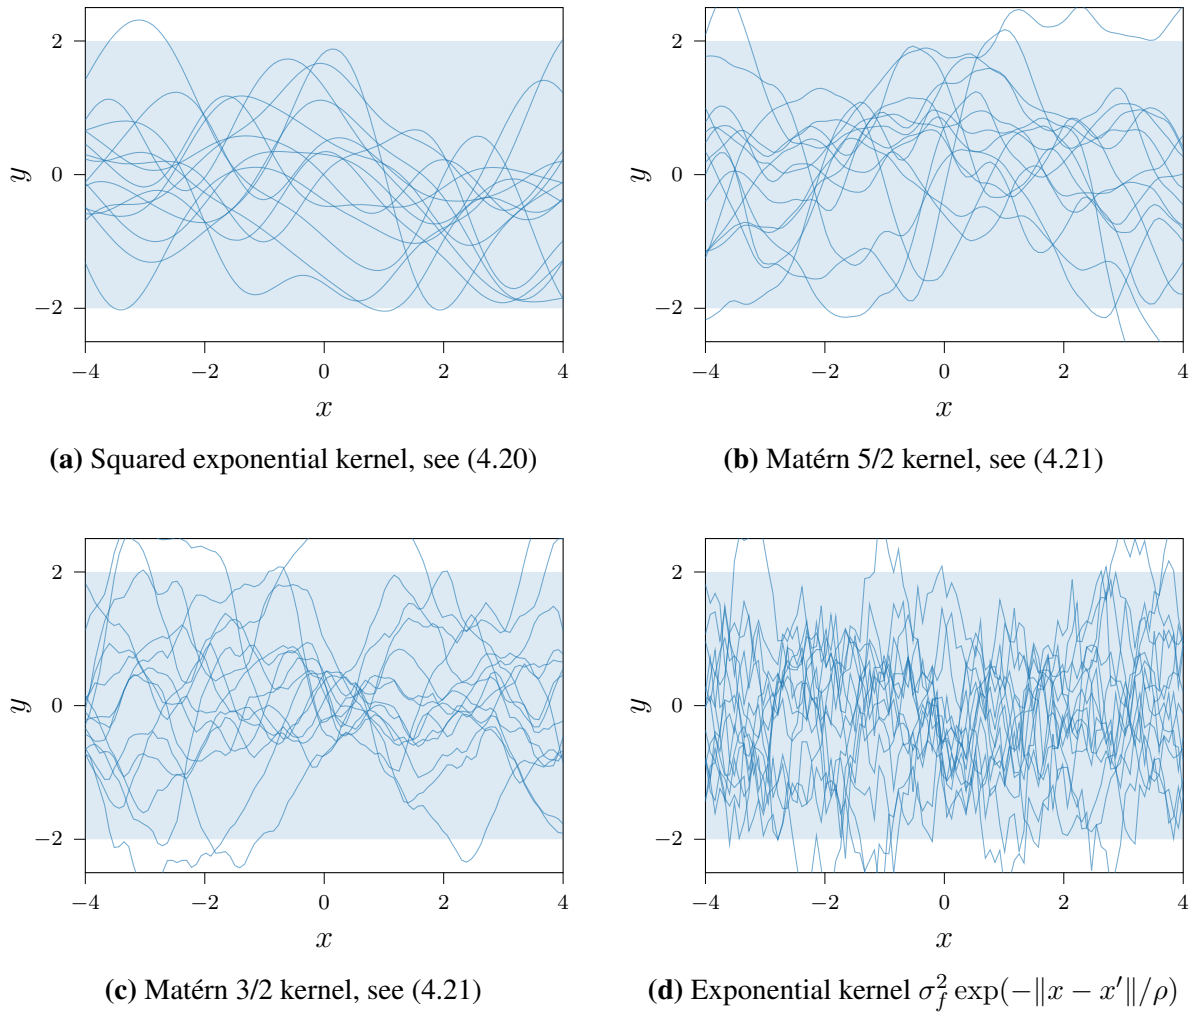 2
0
−2
y
−4 −2 0 2 4
x
(a) Squared exponential kernel, see (4.20)
2
0
−2
y
−4 −2 0 2 4
x
(b) Matérn 5/2 kernel, see (4.21)
2
0
−2
y
−4 −2 0 2 4
x
(c) Matérn 3/2 kernel, see (4.21)
2
0
−2
y
−4 −2 0 2 4
x
(d) Exponential kernel σ_f^2 exp(−‖x − x′‖/ρ)